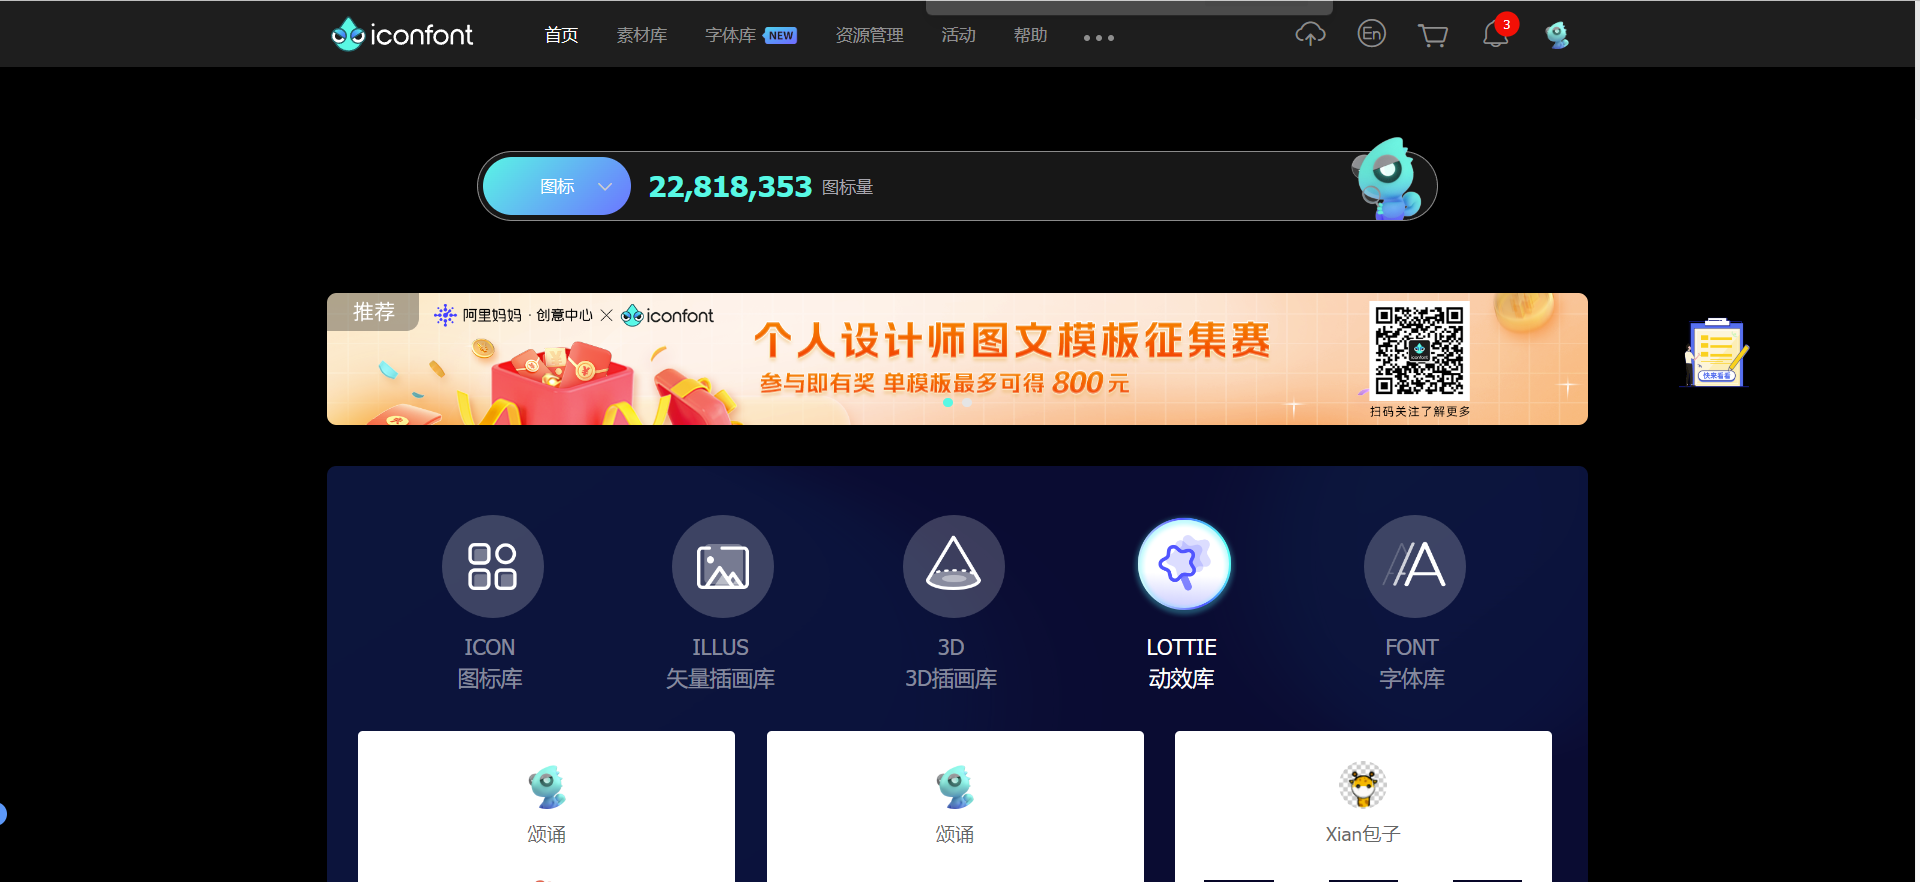 iconfont
首页
素材库
字体库 NEW
资源管理
活动
帮助
En
3
图标
22,818,353 图标量
推荐
阿里妈妈 · 创意中心 × iconfont
个人设计师图文模板征集赛
参与即有奖 单模板最多可得 800 元
扫码关注了解更多
快来看看
ICON
图标库
ILLUS
矢量插画库
3D
3D插画库
LOTTIE
动效库
FONT
字体库
颂诵
颂诵
Xian包子